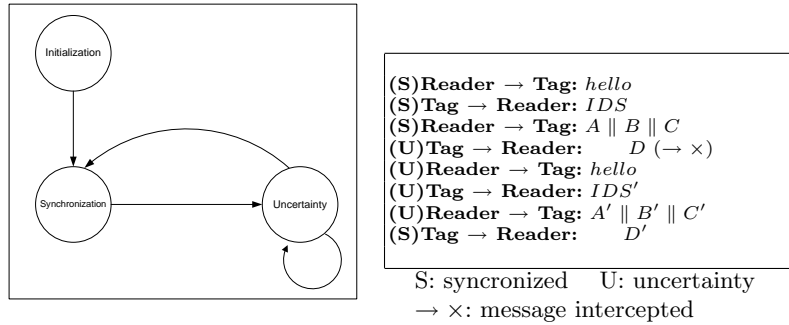 Initialization
Synchronization
Uncertainty
(S)Reader → Tag: hello
(S)Tag → Reader: IDS
(S)Reader → Tag: A ∥ B ∥ C
(U)Tag → Reader: D (→ ×)
(U)Reader → Tag: hello
(U)Tag → Reader: IDS′
(U)Reader → Tag: A′ ∥ B′ ∥ C′
(S)Tag → Reader: D′
S: syncronized U: uncertainty
→ ×: message intercepted